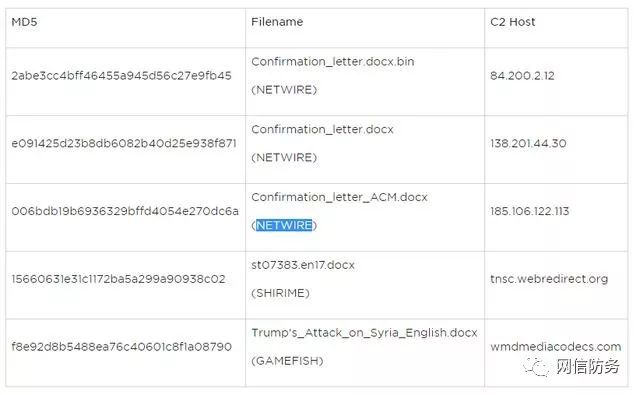 MD5 Filename C2 Host
2abe3cc4bff46455a945d56c27e9fb45 Confirmation_letter.docx.bin 84.200.2.12
(NETWIRE)
e091425d23b8db6082b40d25e938f871 Confirmation_letter.docx 138.201.44.30
(NETWIRE)
006bdb19b6936329bffd4054e270dc6a Confirmation_letter_ACM.docx 185.106.122.113
(NETWIRE)
15660631e31c1172ba5a299a90938c02 st07383.en17.docx tnsc.webredirect.org
(SHIRIME)
f8e92d8b5488ea76c40601c8f1a08790 Trump's_Attack_on_Syria_English.docx wmdmediacodecs.com
(GAMEFISH)
网信防务